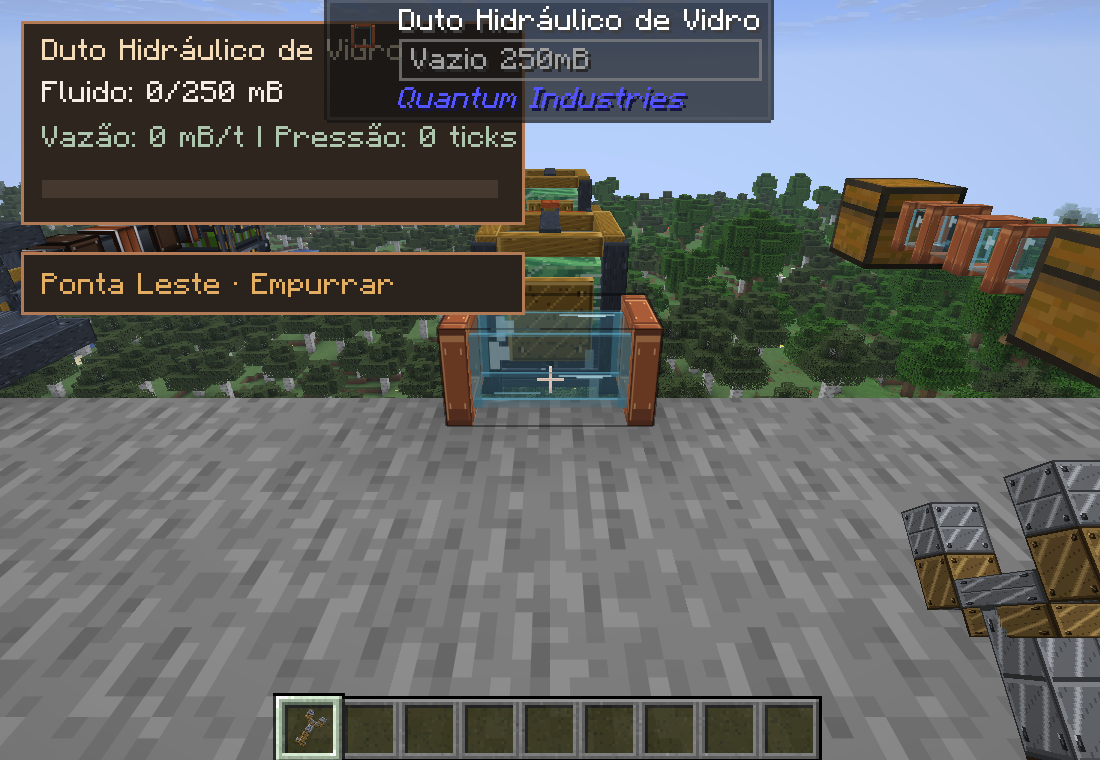 Duto Hidráulico de Vidro
Fluido: 0/250 mB
Vazão: 0 mB/t | Pressão: 0 ticks
Ponta Leste · Empurrar
Duto Hidráulico de Vidro
Vazio 250mB
Quantum Industries